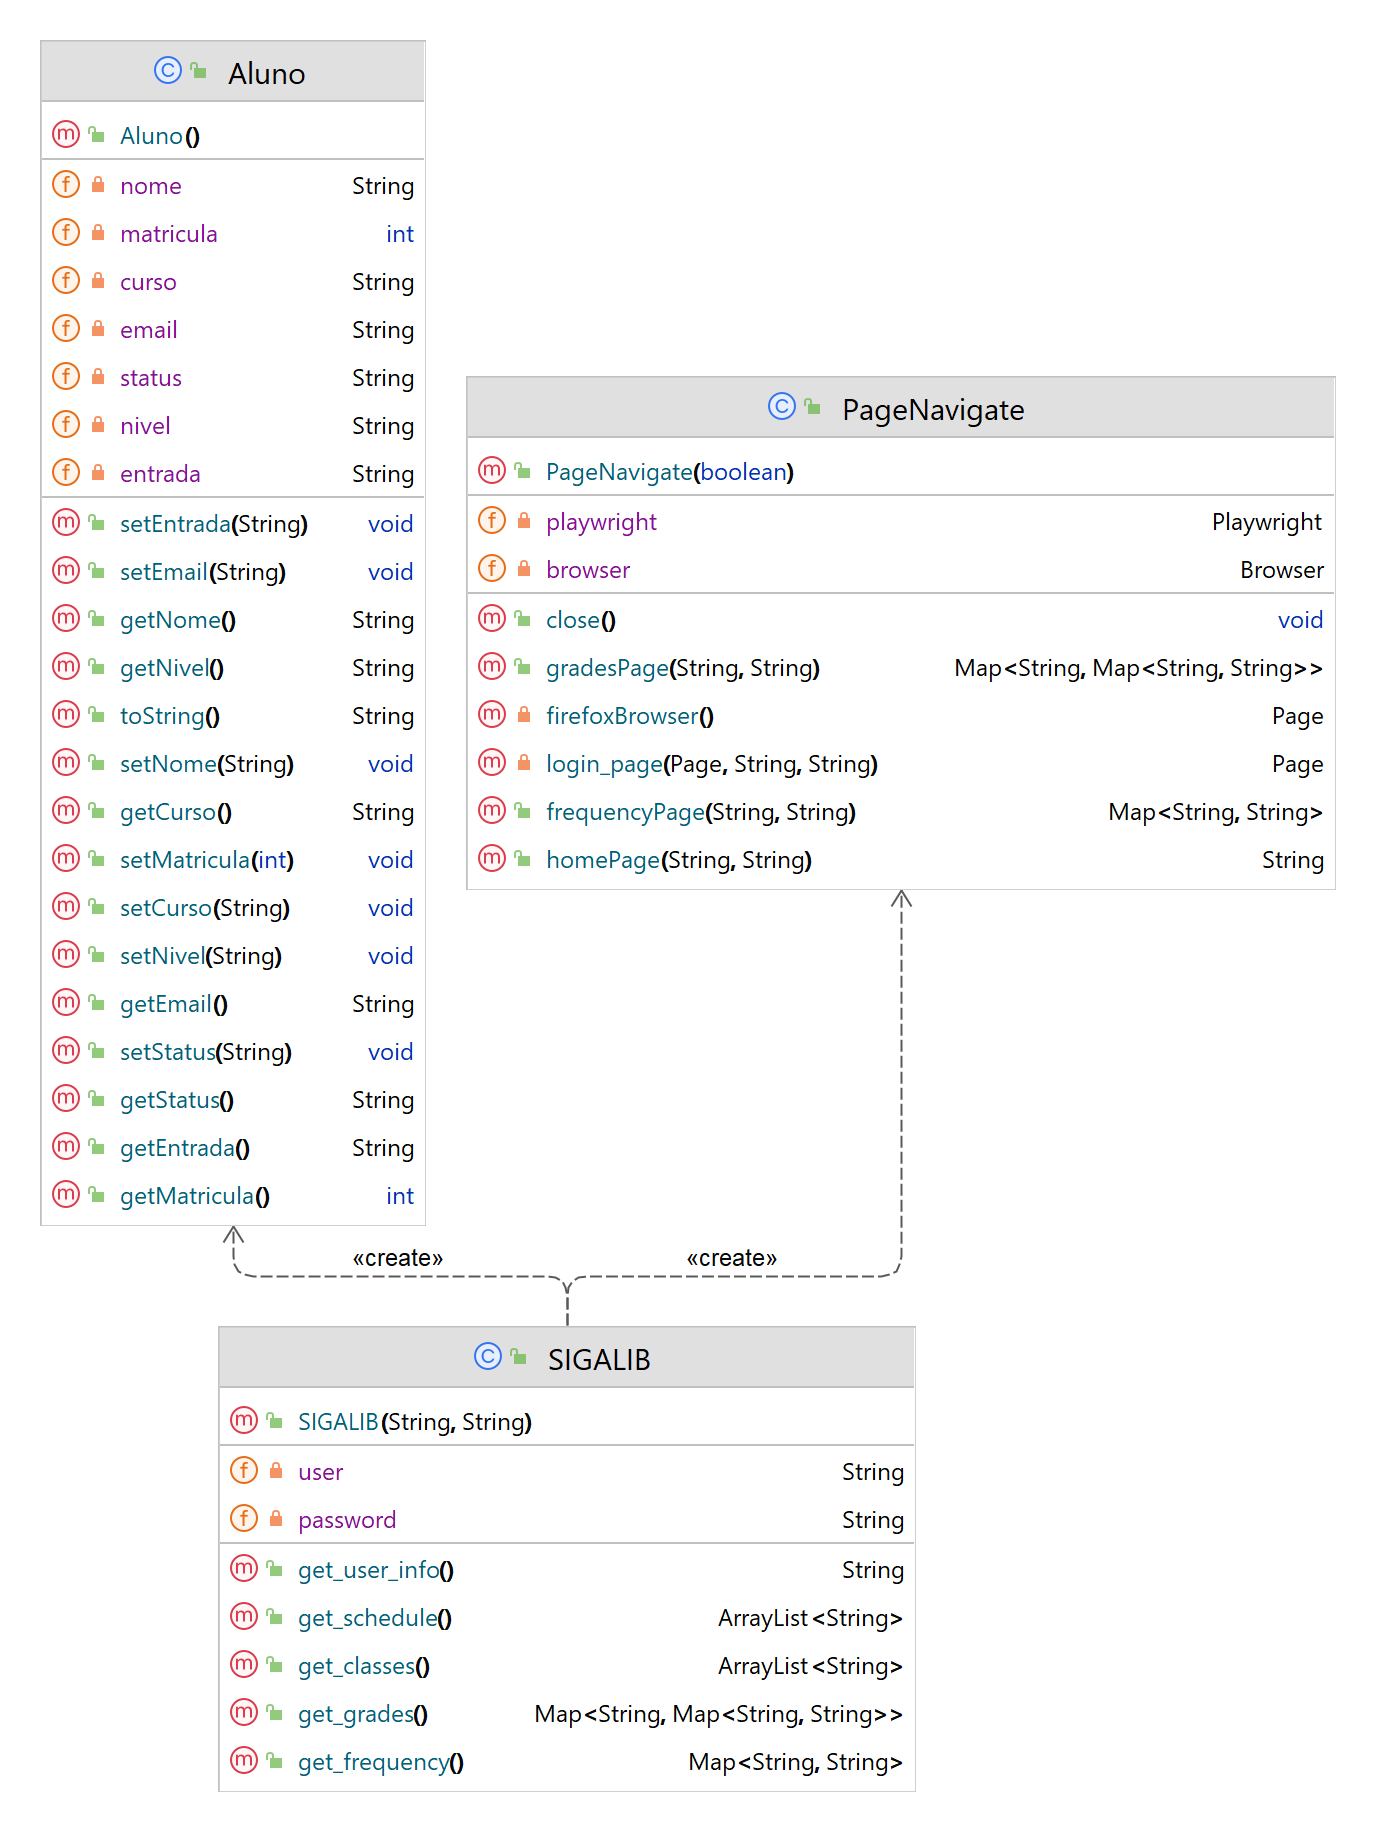 Aluno
Aluno()
nome String
matricula int
curso String
email String
status String
nivel String
entrada String
setEntrada(String) void
setEmail(String) void
getNome() String
getNivel() String
toString() String
setNome(String) void
getCurso() String
setMatricula(int) void
setCurso(String) void
setNivel(String) void
getEmail() String
setStatus(String) void
getStatus() String
getEntrada() String
getMatricula() int
PageNavigate
PageNavigate(boolean)
playwright Playwright
browser Browser
close() void
gradesPage(String, String) Map<String, Map<String, String>>
firefoxBrowser() Page
login_page(Page, String, String) Page
frequencyPage(String, String) Map<String, String>
homePage(String, String) String
«create» «create»
SIGALIB
SIGALIB(String, String)
user String
password String
get_user_info() String
get_schedule() ArrayList<String>
get_classes() ArrayList<String>
get_grades() Map<String, Map<String, String>>
get_frequency() Map<String, String>